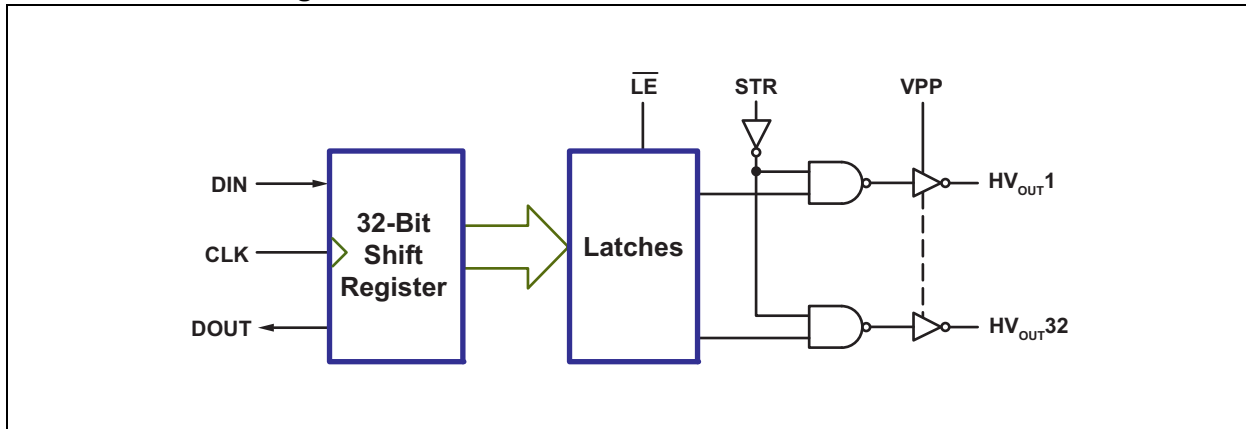 LE
STR
VPP
DIN
CLK
DOUT
32-Bit
Shift
Register
Latches
HVOUT1
HVOUT32